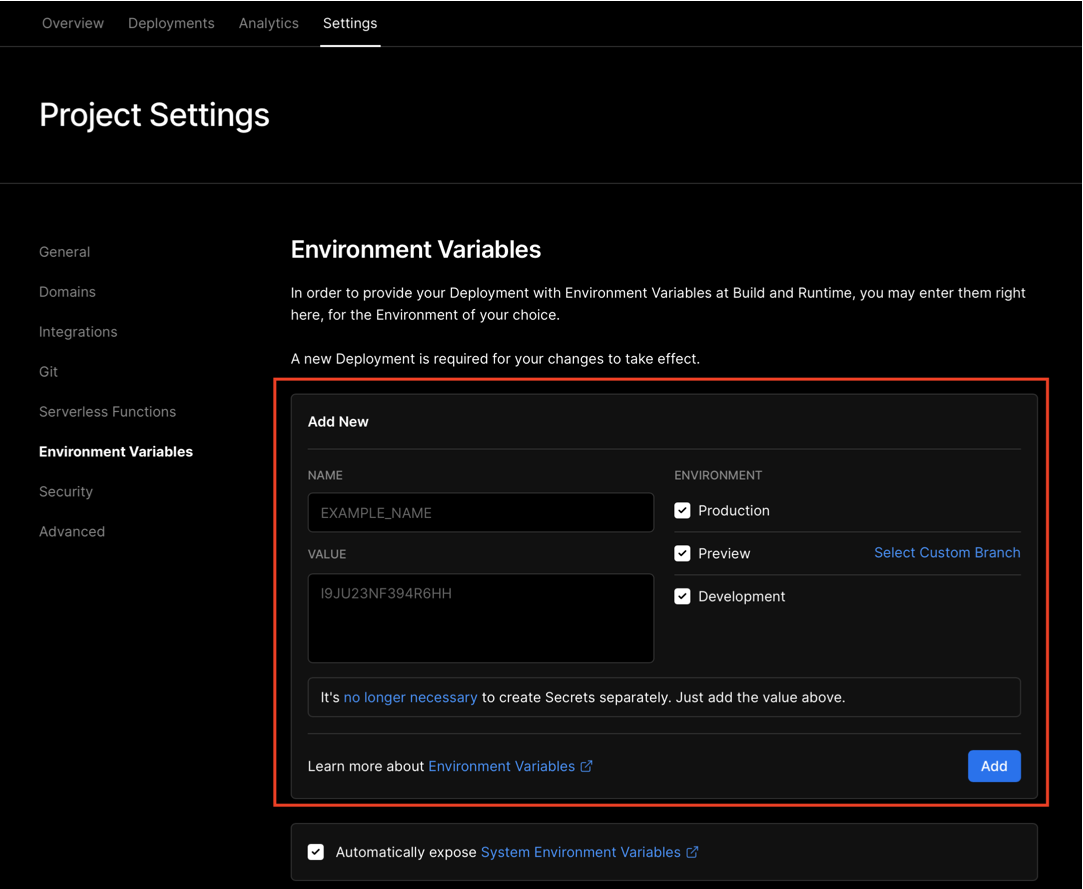 Overview Deployments Analytics Settings
Project Settings
General
Domains
Integrations
Git
Serverless Functions
Environment Variables
Security
Advanced
Environment Variables
In order to provide your Deployment with Environment Variables at Build and Runtime, you may enter them right
here, for the Environment of your choice.
A new Deployment is required for your changes to take effect.
Add New
NAME
EXAMPLE_NAME
VALUE
I9JU23NF394R6HH
ENVIRONMENT
Production
Preview Select Custom Branch
Development
It's no longer necessary to create Secrets separately. Just add the value above.
Learn more about Environment Variables
Add
Automatically expose System Environment Variables